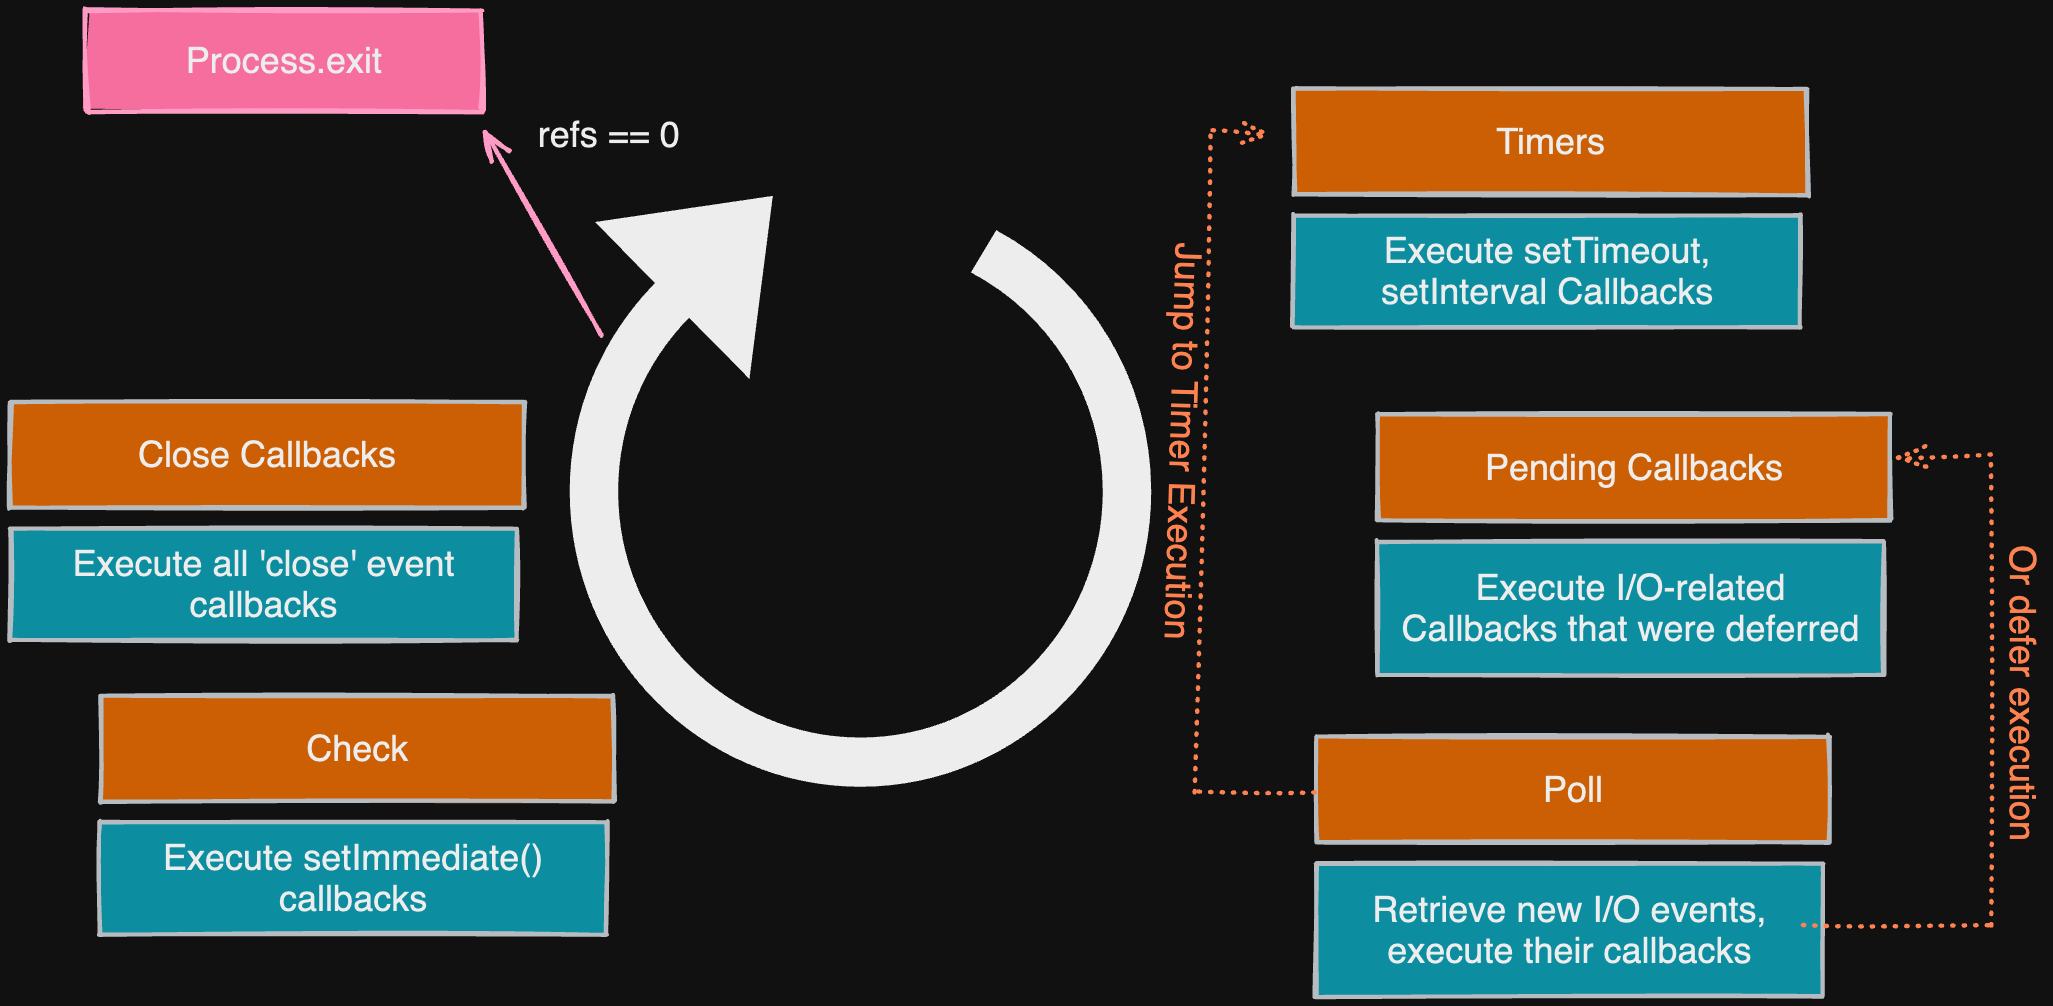 Process.exit
refs == 0
Timers
Execute setTimeout,
setInterval Callbacks
Jump to Timer Execution
Pending Callbacks
Execute I/O-related
Callbacks that were deferred
Or defer execution
Poll
Retrieve new I/O events,
execute their callbacks
Check
Execute setImmediate()
callbacks
Close Callbacks
Execute all 'close' event
callbacks